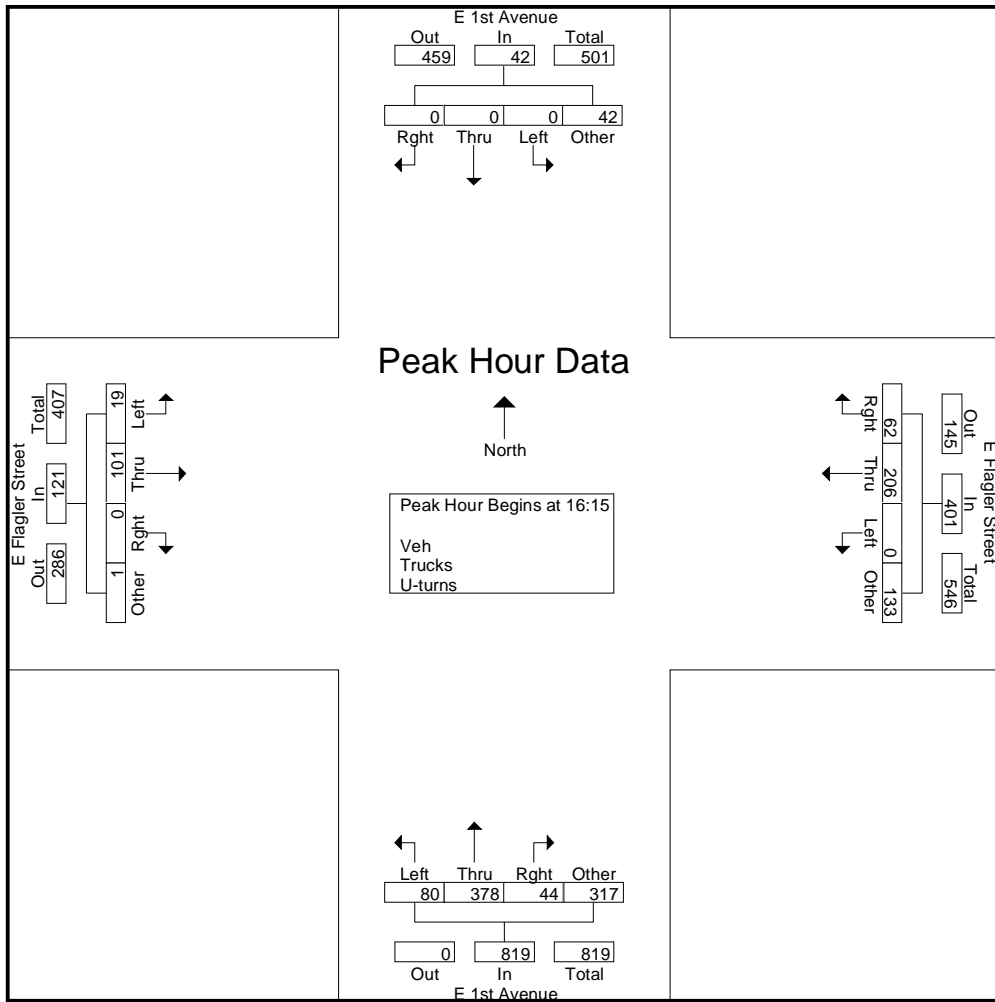 E 1st Avenue
Out In Total
459 42 501
0 0 0 42
Rght Thru Left Other
Peak Hour Data
North
Peak Hour Begins at 16:15
Veh
Trucks
U-turns
E Flagler Street
Total In Out
407 121 286
19 101 0 1
Left Thru Rght Other
Rght Thru Left Other
62 206 0 133
Out In Total
145 401 546
E Flagler Street
Left Thru Rght Other
80 378 44 317
0 819 819
Out In Total
E 1st Avenue